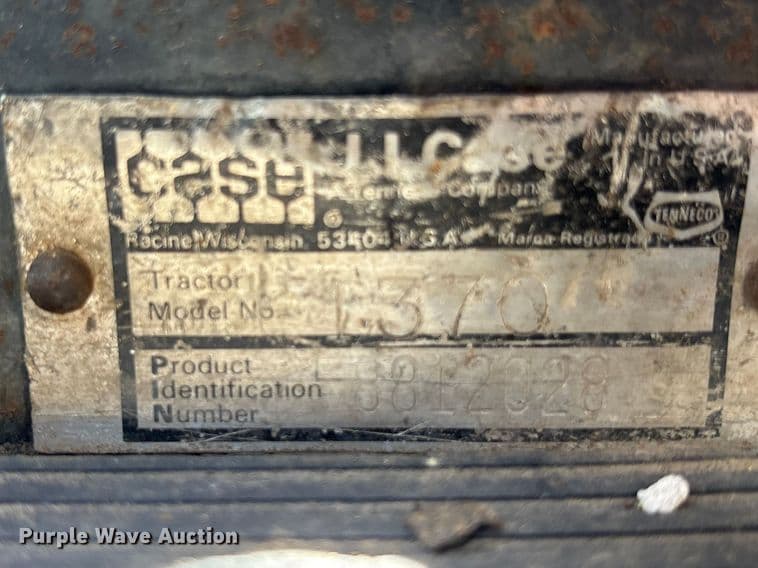 case
J I Case
A Tenneco Company
Manufactured
In U.S.A.
TENNECO
®
Racine, Wisconsin 53404 U.S.A. Marca Registrada ®
Tractor
Model No. 1370
Product
Identification
Number
Purple Wave Auction